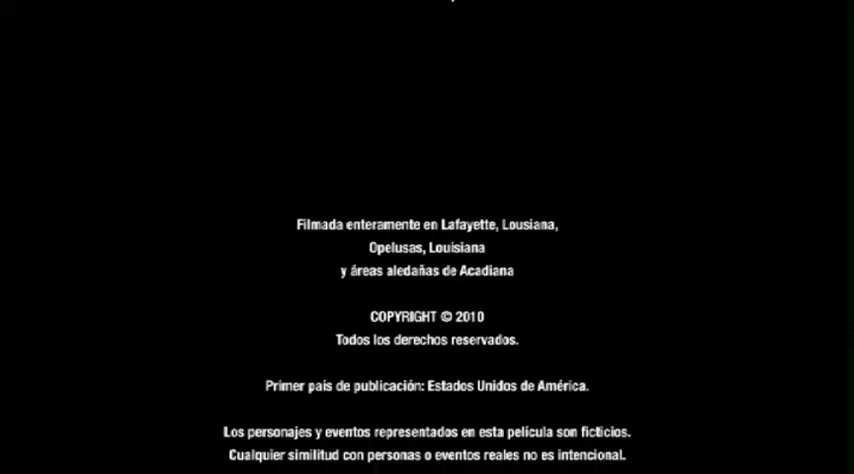 Filmada enteramente en Lafayette, Lousiana,
Opelusas, Louisiana
y áreas aledañas de Acadiana
COPYRIGHT © 2010
Todos los derechos reservados.
Primer país de publicación: Estados Unidos de América.
Los personajes y eventos representados en esta película son ficticios.
Cualquier similitud con personas o eventos reales no es intencional.